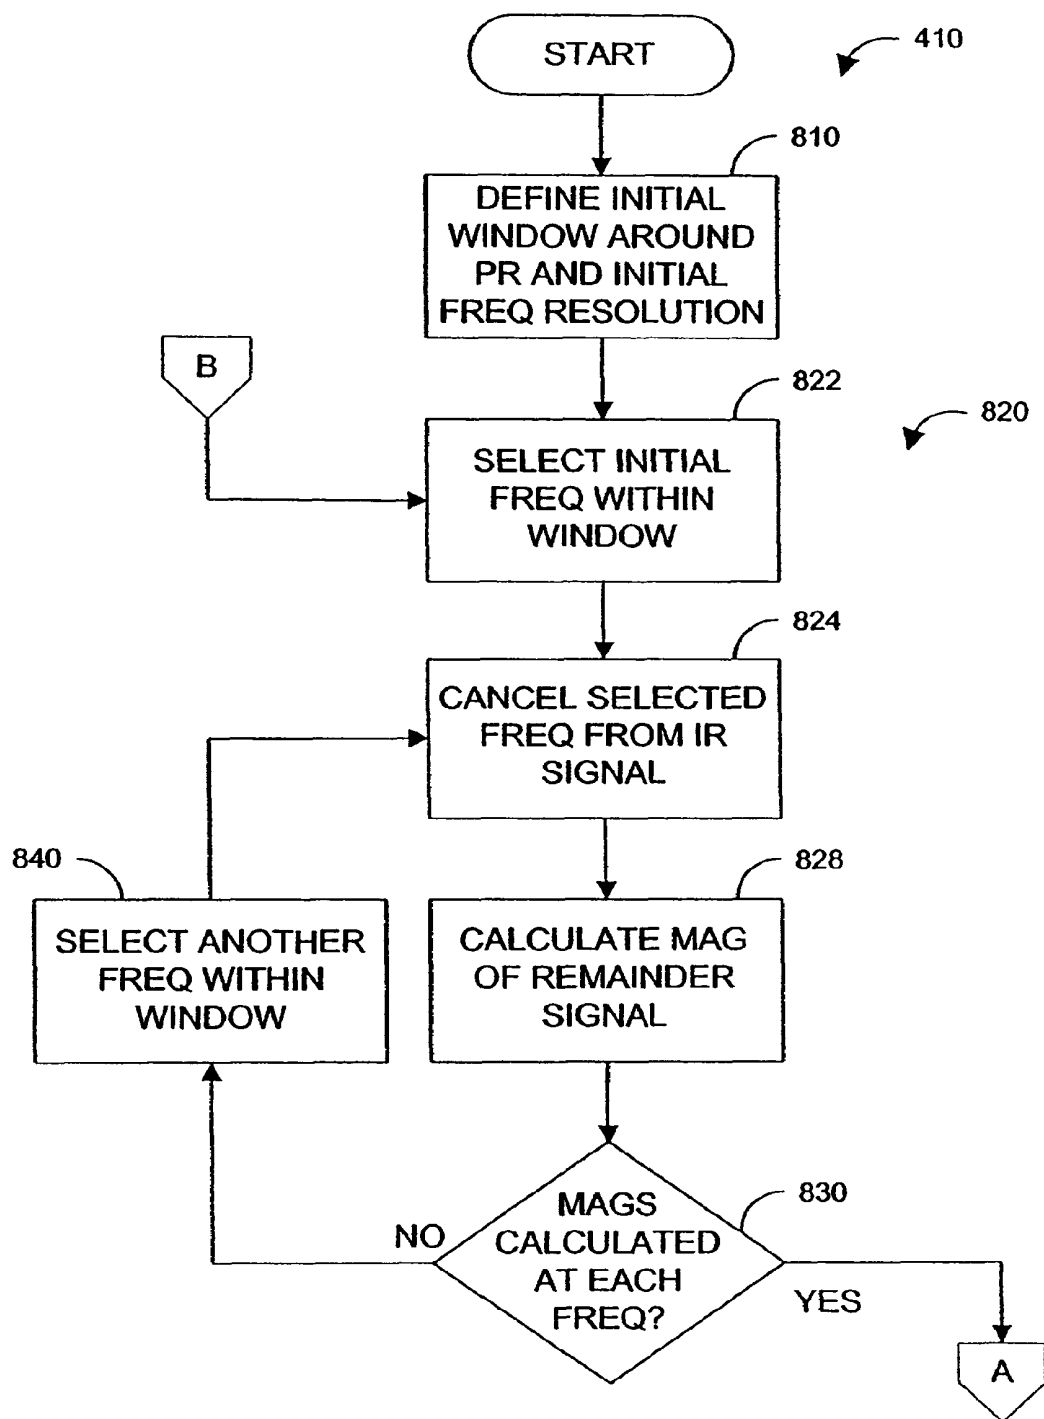 START
410
810
DEFINE INITIAL
WINDOW AROUND
PR AND INITIAL
FREQ RESOLUTION
B
822
820
SELECT INITIAL
FREQ WITHIN
WINDOW
824
CANCEL SELECTED
FREQ FROM IR
SIGNAL
840
828
SELECT ANOTHER
FREQ WITHIN
WINDOW
CALCULATE MAG
OF REMAINDER
SIGNAL
830
MAGS
CALCULATED
AT EACH
FREQ?
NO
YES
A